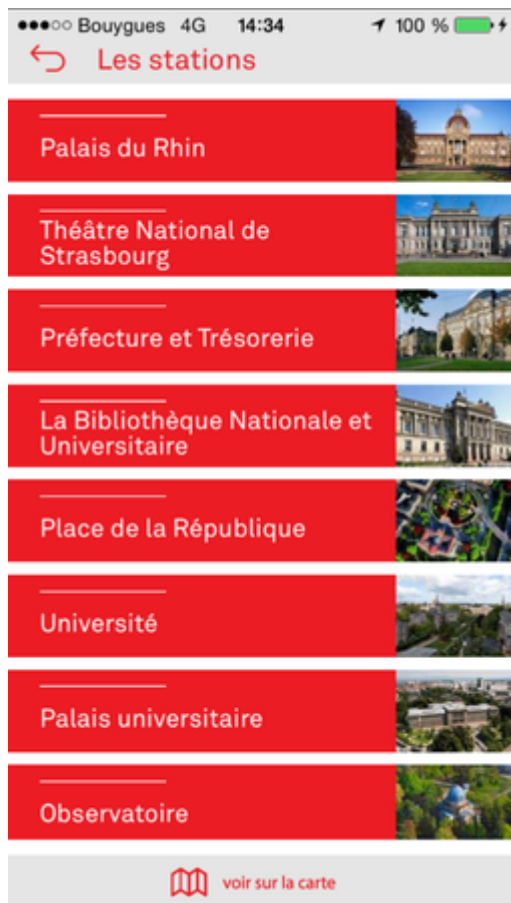 Bouygues 4G 14:34 100 %
Les stations
Palais du Rhin
Théâtre National de
Strasbourg
Préfecture et Trésorerie
La Bibliothèque Nationale et
Universitaire
Place de la République
Université
Palais universitaire
Observatoire
voir sur la carte